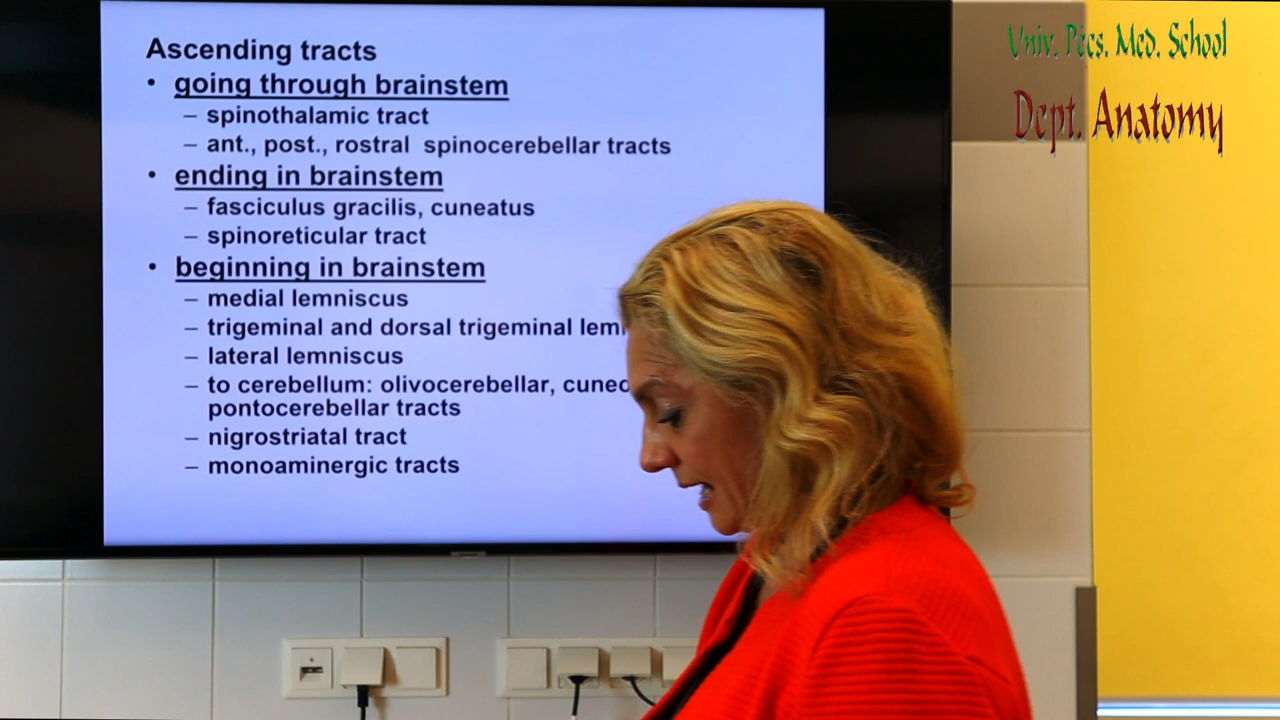 Univ. Pécs. Med. School
Dept. Anatomy
Ascending tracts
• going through brainstem
– spinothalamic tract
– ant., post., rostral spinocerebellar tracts
• ending in brainstem
– fasciculus gracilis, cuneatus
– spinoreticular tract
• beginning in brainstem
– medial lemniscus
– trigeminal and dorsal trigeminal
– lateral lemniscus
– to cerebellum: olivocerebellar,
pontocerebellar tracts
– nigrostriatal tract
– monoaminergic tracts